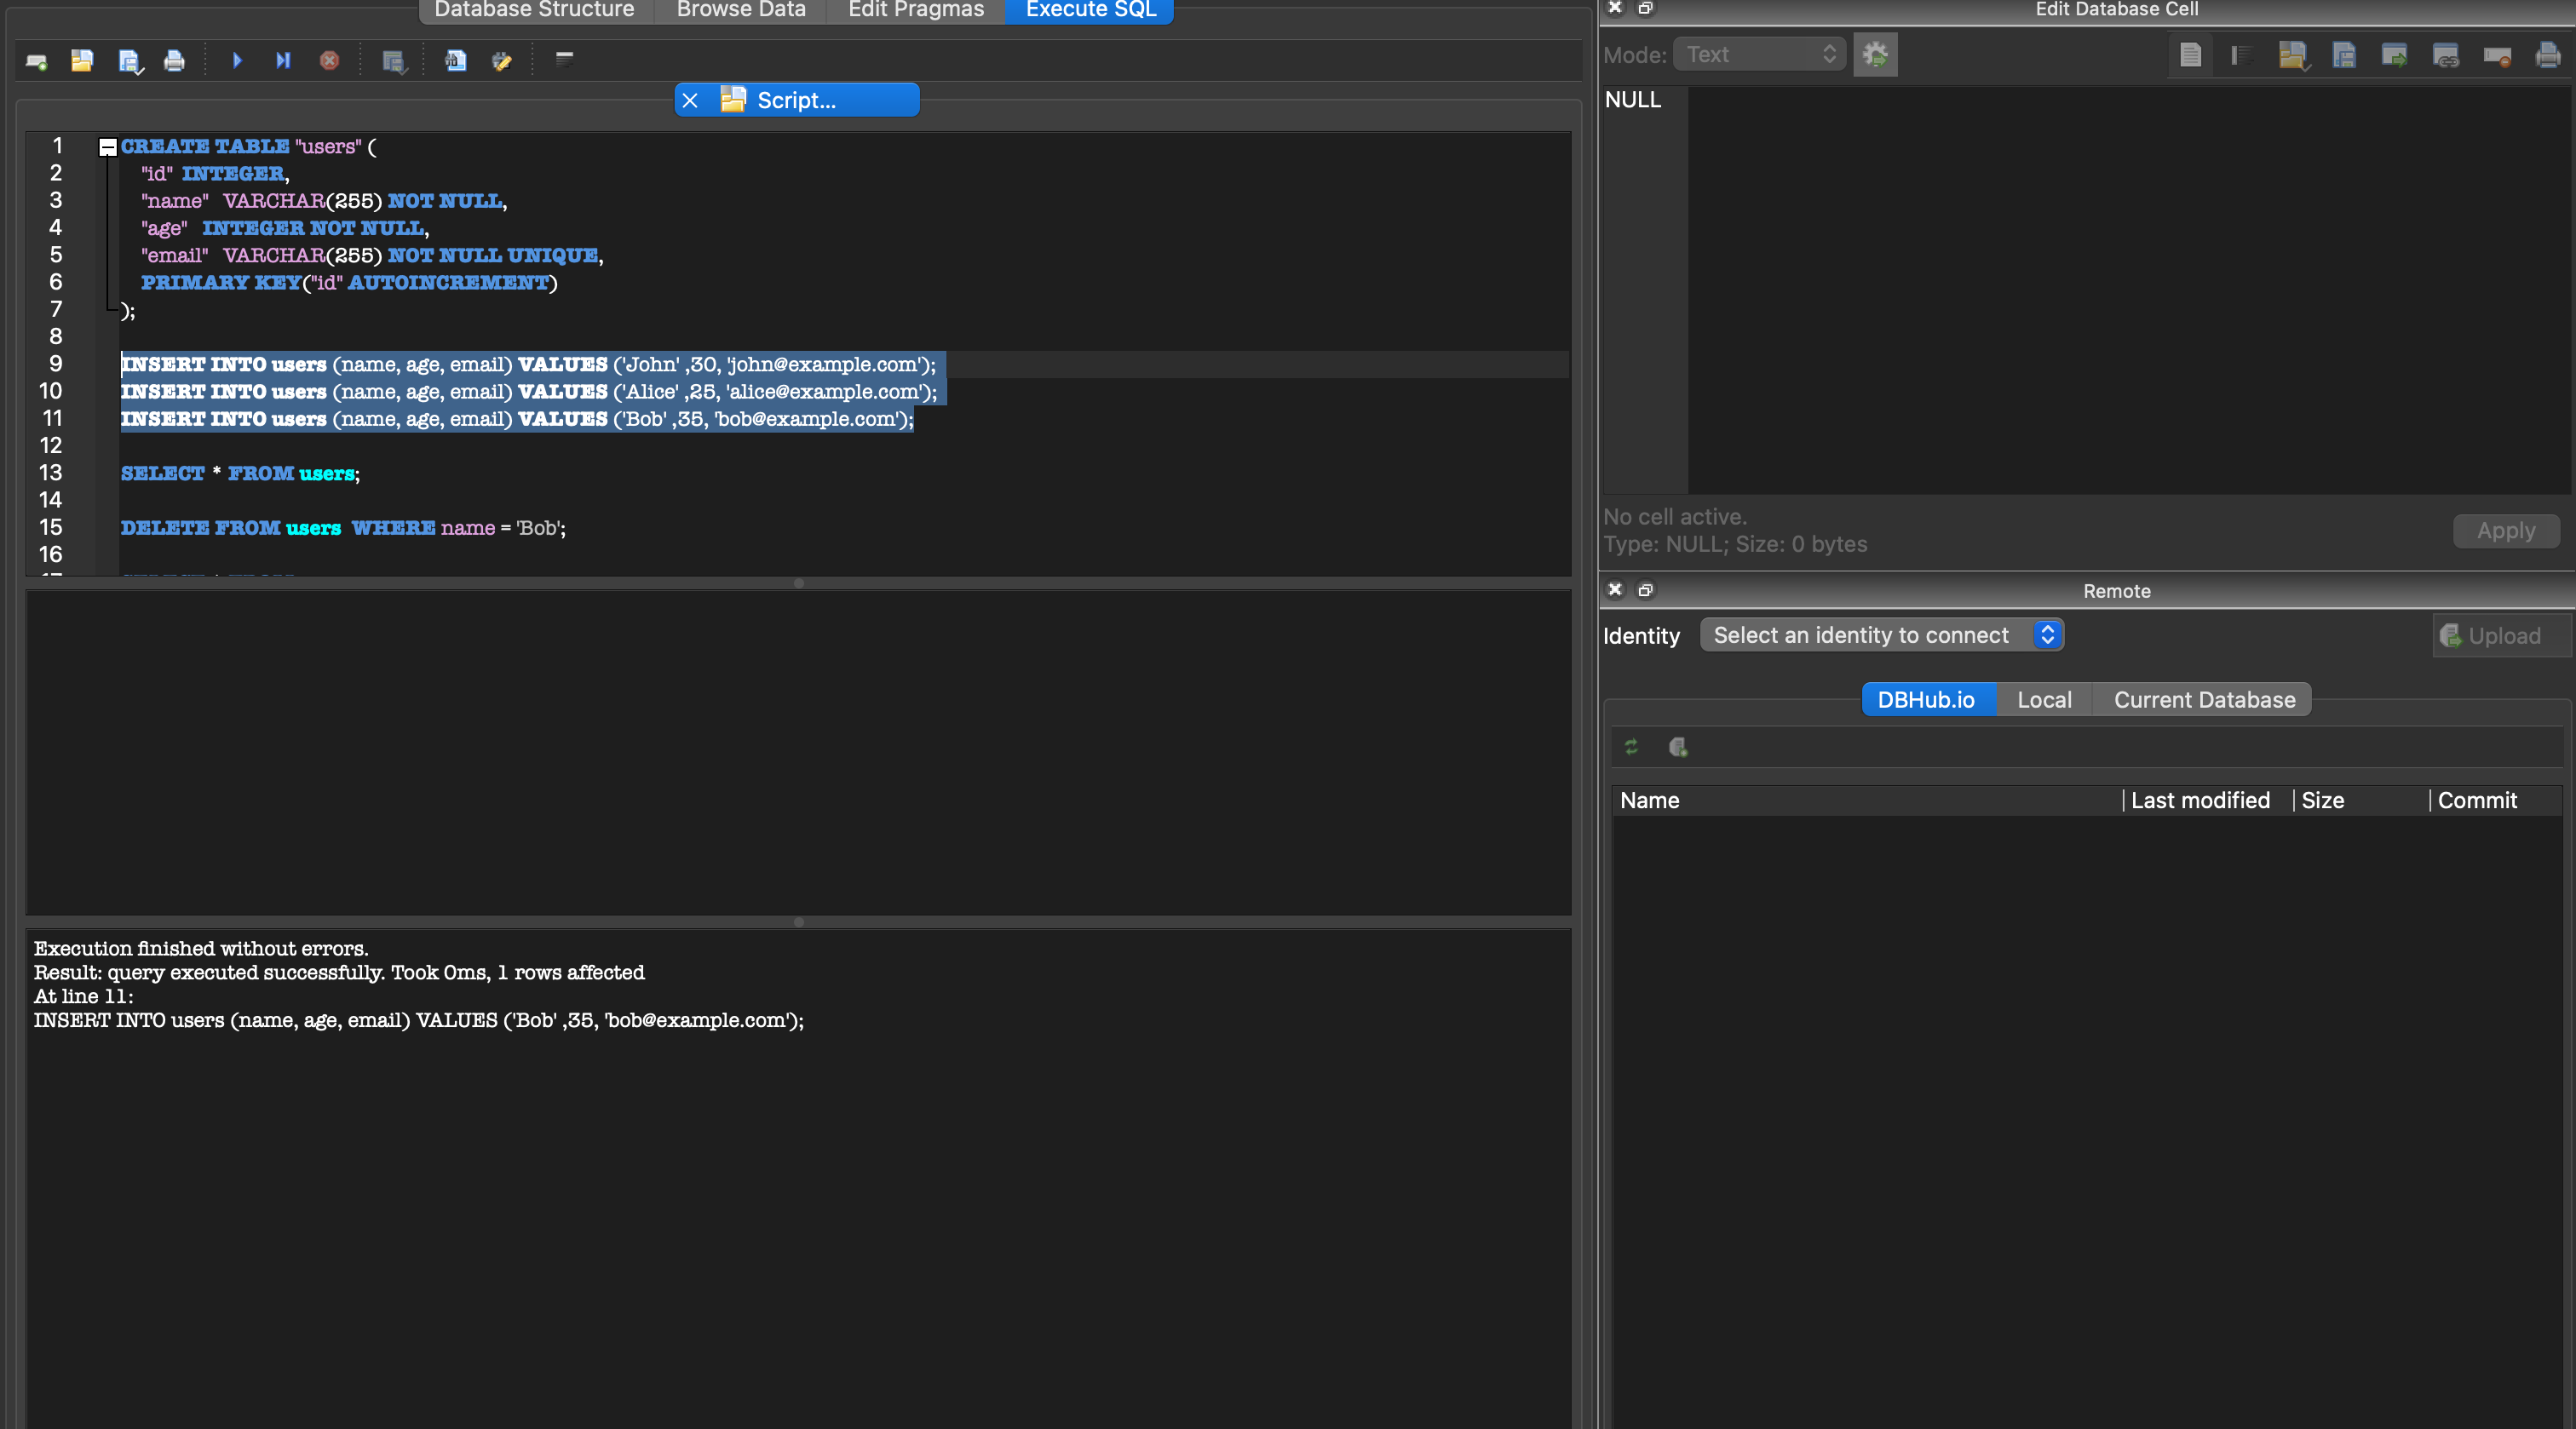 Database Structure Browse Data Edit Pragmas Execute SQL
Script...
1 CREATE TABLE "users" (
2 "id" INTEGER,
3 "name" VARCHAR(255) NOT NULL,
4 "age" INTEGER NOT NULL,
5 "email" VARCHAR(255) NOT NULL UNIQUE,
6 PRIMARY KEY("id" AUTOINCREMENT)
7 );
8
9 INSERT INTO users (name, age, email) VALUES ('John' ,30, 'john@example.com');
10 INSERT INTO users (name, age, email) VALUES ('Alice' ,25, 'alice@example.com');
11 INSERT INTO users (name, age, email) VALUES ('Bob' ,35, 'bob@example.com');
12
13 SELECT * FROM users;
14
15 DELETE FROM users WHERE name = 'Bob';
16
Execution finished without errors.
Result: query executed successfully. Took 0ms, 1 rows affected
At line 11:
INSERT INTO users (name, age, email) VALUES ('Bob' ,35, 'bob@example.com');
Edit Database Cell
Mode: Text
NULL
No cell active.
Type: NULL; Size: 0 bytes
Apply
Remote
Identity Select an identity to connect Upload
DBHub.io Local Current Database
Name Last modified Size Commit